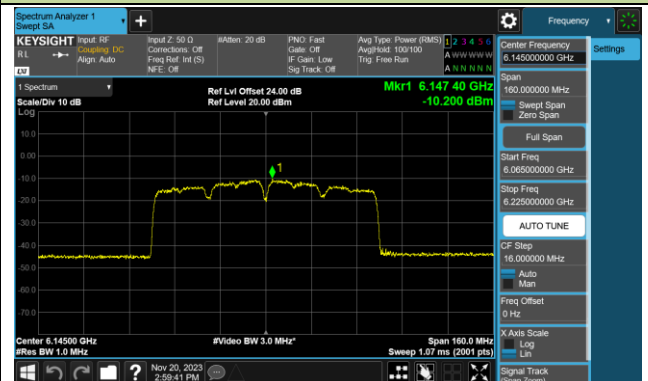 Spectrum Analyzer 1
Swept SA
Frequency
KEYSIGHT
Input: RF
Coupling: DC
Align: Auto
Input Z: 50 Ω
Corrections: Off
Freq Ref: Int (S)
NFE: Off
#Atten: 20 dB
PNO: Fast
Gate: Off
IF Gain: Low
Sig Track: Off
Avg Type: Power (RMS)
Avg|Hold: 100/100
Trig: Free Run
1 2 3 4 5 6
A W W W W W
A N N N N N
RL
LXI
1 Spectrum
Scale/Div 10 dB
Log
Ref Lvl Offset 24.00 dB
Ref Level 20.00 dBm
Mkr1 6.147 40 GHz
-10.200 dBm
1
10.0
0.00
-10.0
-20.0
-30.0
-40.0
-50.0
-60.0
-70.0
Center 6.14500 GHz
#Res BW 1.0 MHz
#Video BW 3.0 MHz*
Span 160.0 MHz
Sweep 1.07 ms (2001 pts)
Nov 20, 2023
2:59:41 PM
Center Frequency
6.145000000 GHz
Settings
Span
160.000000 MHz
Swept Span
Zero Span
Full Span
Start Freq
6.065000000 GHz
Stop Freq
6.225000000 GHz
AUTO TUNE
CF Step
16.000000 MHz
Auto
Man
Freq Offset
0 Hz
X Axis Scale
Log
Lin
Signal Track
(Span Zoom)